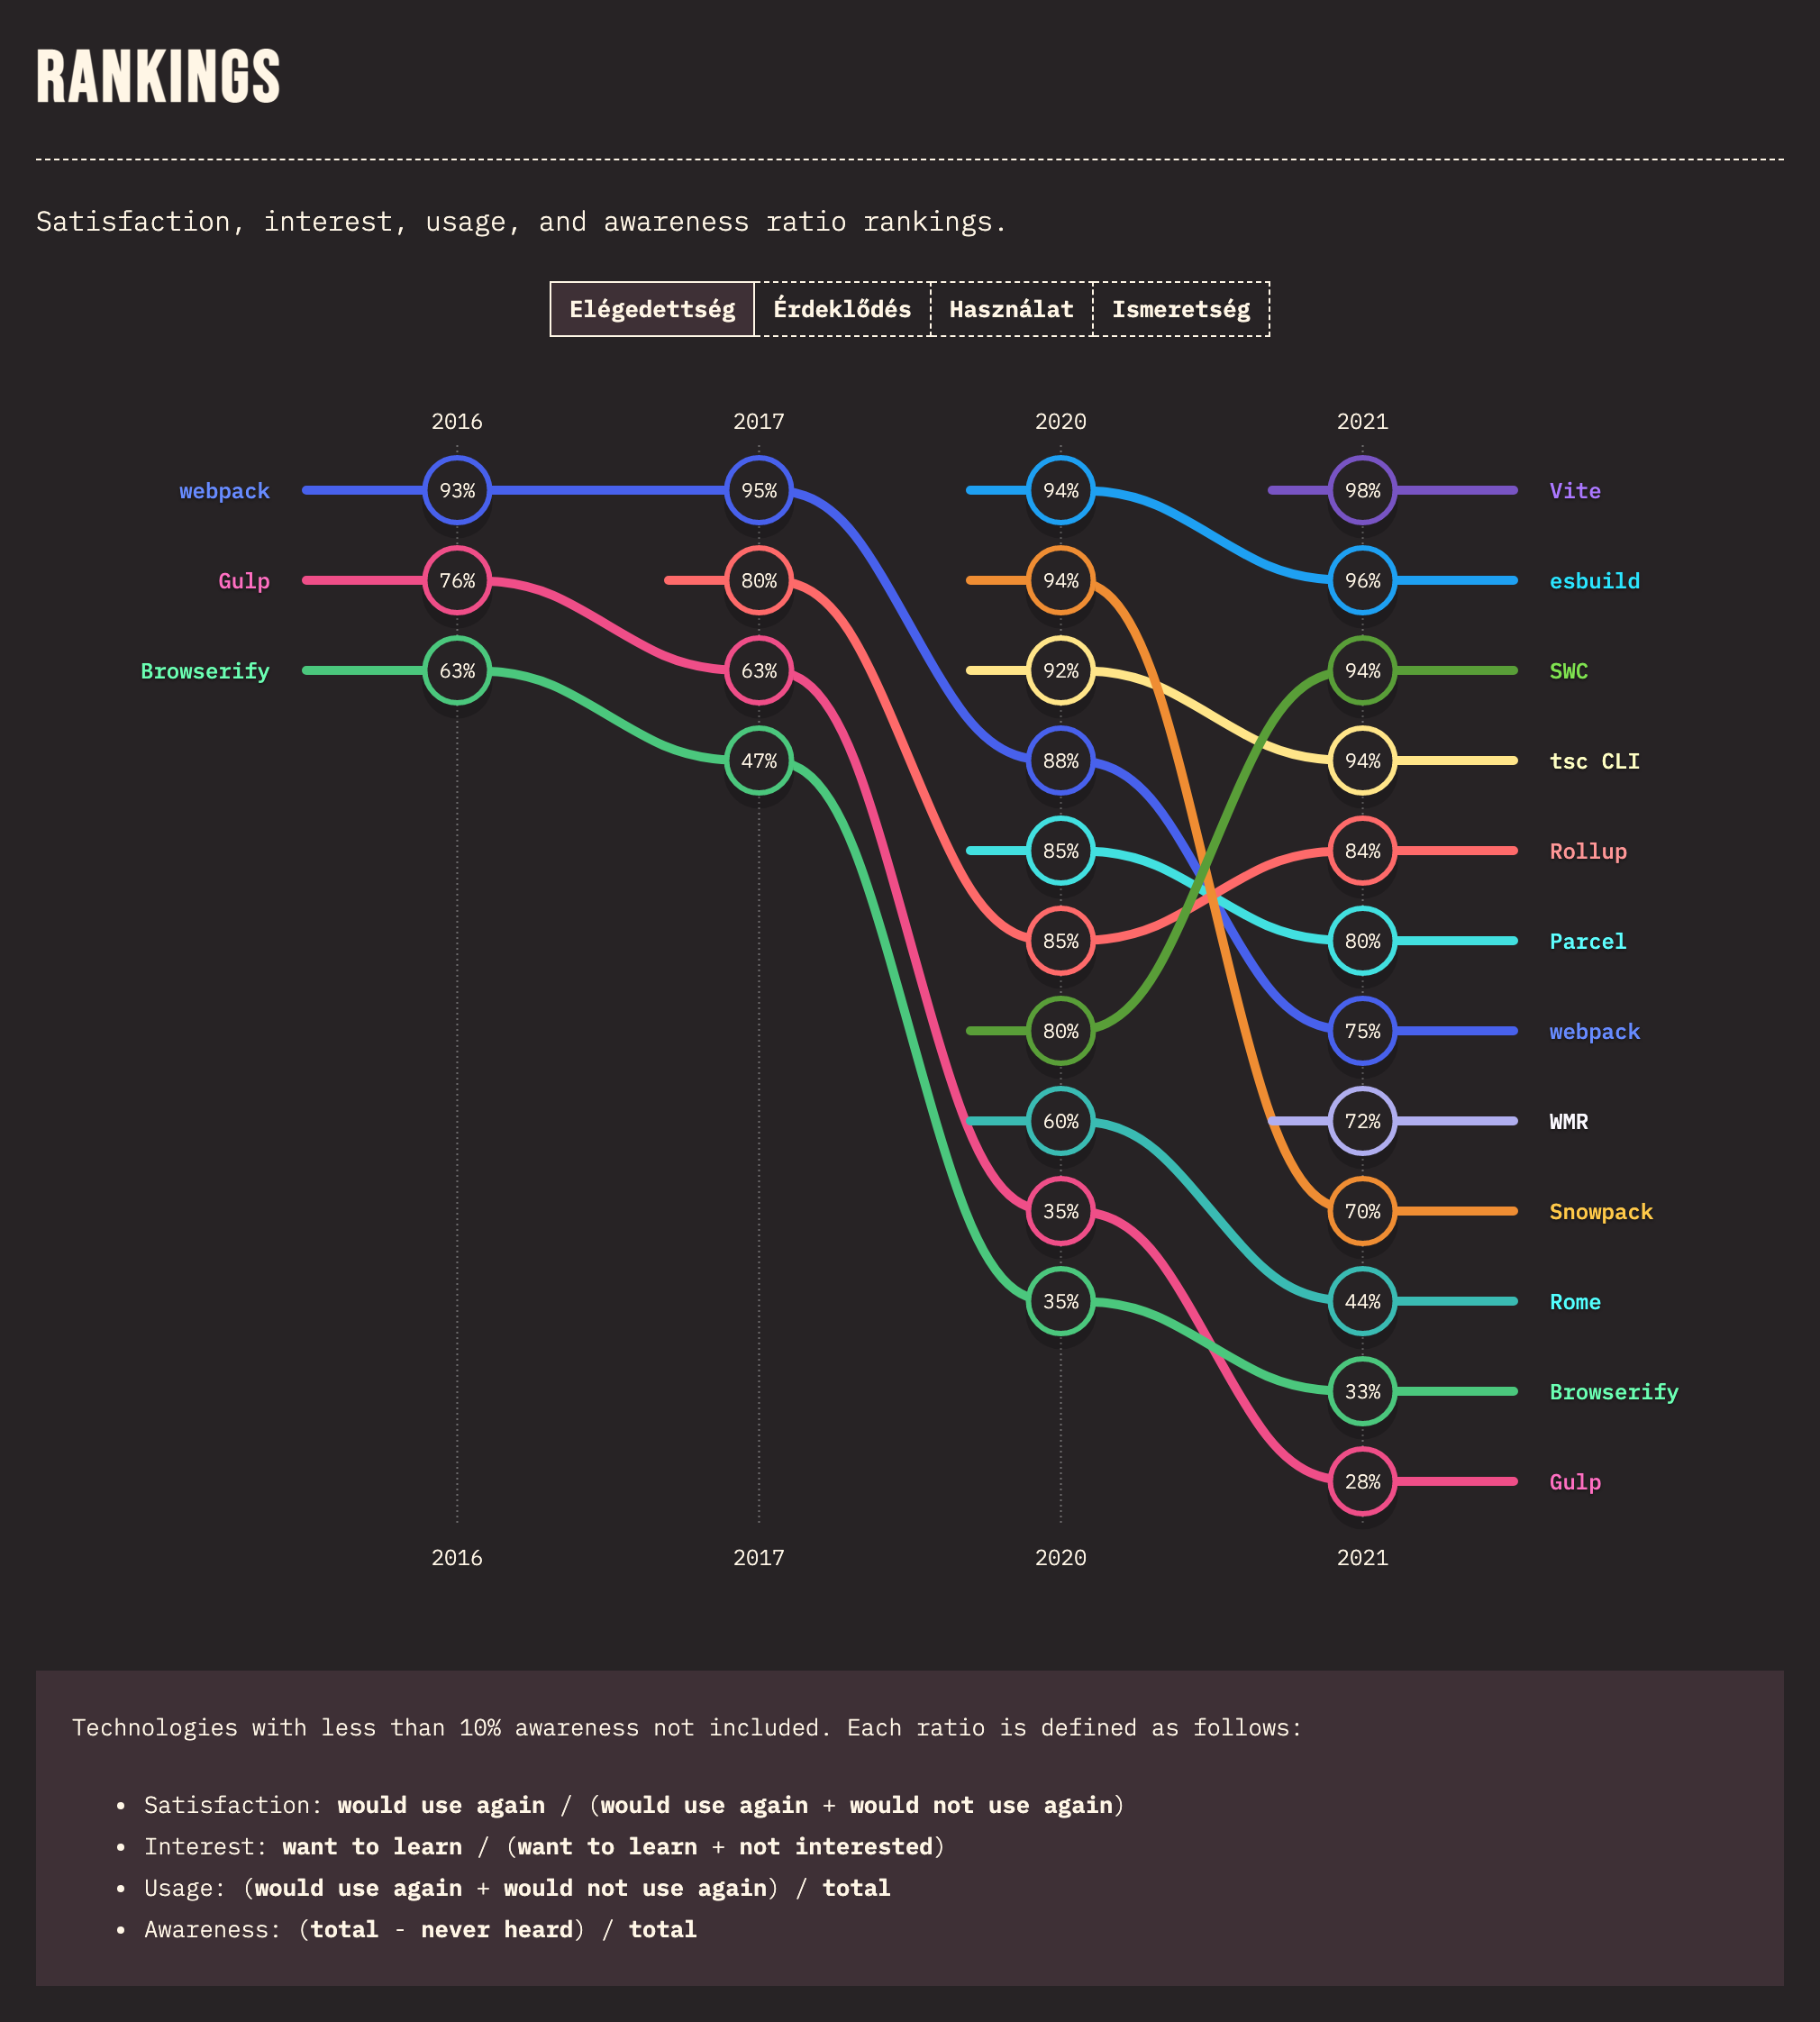 RANKINGS
Satisfaction, interest, usage, and awareness ratio rankings.
Elégedettség Érdeklődés Használat Ismeretség
2016 2017 2020 2021
webpack 93% 95% 94% 98% Vite
Gulp 76% 80% 94% 96% esbuild
Browserify 63% 63% 92% 94% SWC
47% 88% 94% tsc CLI
85% 84% Rollup
85% 80% Parcel
80% 75% webpack
60% 72% WMR
35% 70% Snowpack
35% 44% Rome
33% Browserify
28% Gulp
2016 2017 2020 2021
Technologies with less than 10% awareness not included. Each ratio is defined as follows:
• Satisfaction: would use again / (would use again + would not use again)
• Interest: want to learn / (want to learn + not interested)
• Usage: (would use again + would not use again) / total
• Awareness: (total - never heard) / total